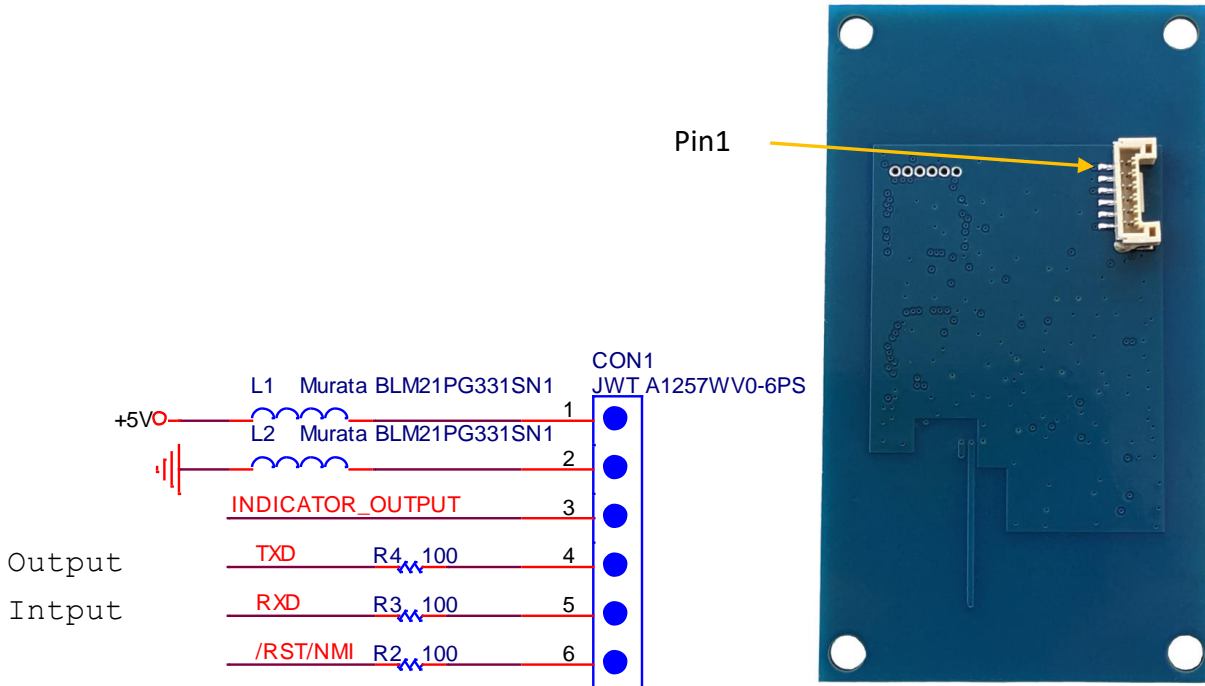 Pin1
CON1
L1 Murata BLM21PG331SN1 JWT A1257WV0-6PS
+5V 1
L2 Murata BLM21PG331SN1
2
INDICATOR_OUTPUT 3
Output TXD R4 100 4
Intput RXD R3 100 5
/RST/NMI R2 100 6